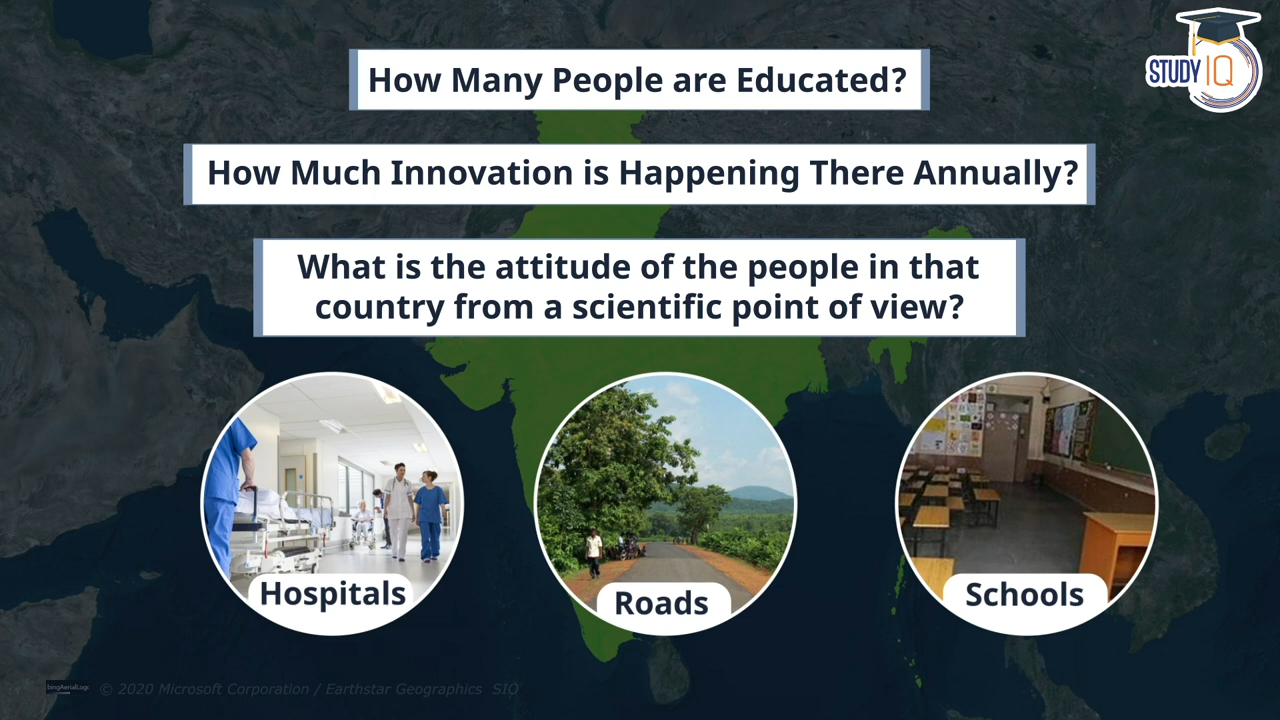 How Many People are Educated?
STUDY IQ
How Much Innovation is Happening There Annually?
What is the attitude of the people in that
country from a scientific point of view?
Hospitals
Roads
Schools
© 2020 Microsoft Corporation / Earthstar Geographics SIO